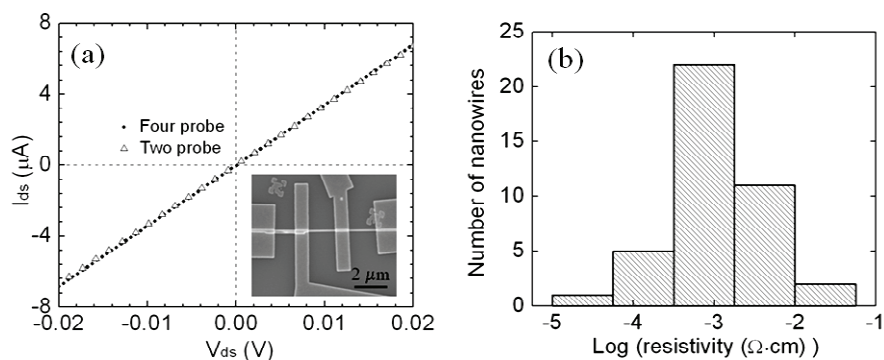 (a)
8
4
0
-4
-8
Ids (μA)
Four probe
Two probe
2 μm
-0.02 -0.01 0.00 0.01 0.02
Vds (V)
(b)
25
20
15
10
5
0
Number of nanowires
-5 -4 -3 -2 -1
Log (resistivity (Ω·cm) )